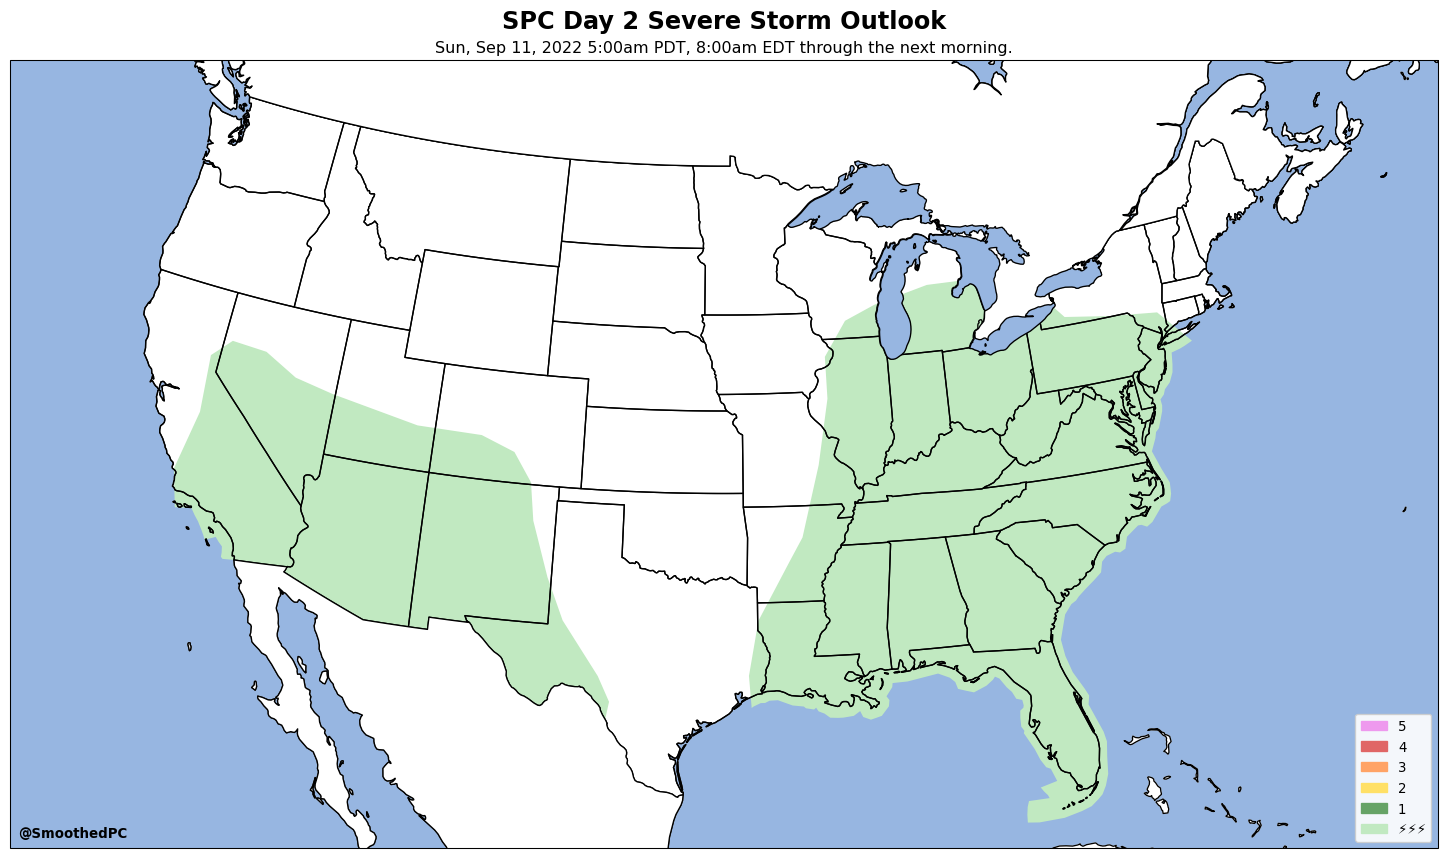 SPC Day 2 Severe Storm Outlook
Sun, Sep 11, 2022 5:00am PDT, 8:00am EDT through the next morning.
5
4
3
2
1
⚡⚡⚡
@SmoothedPC